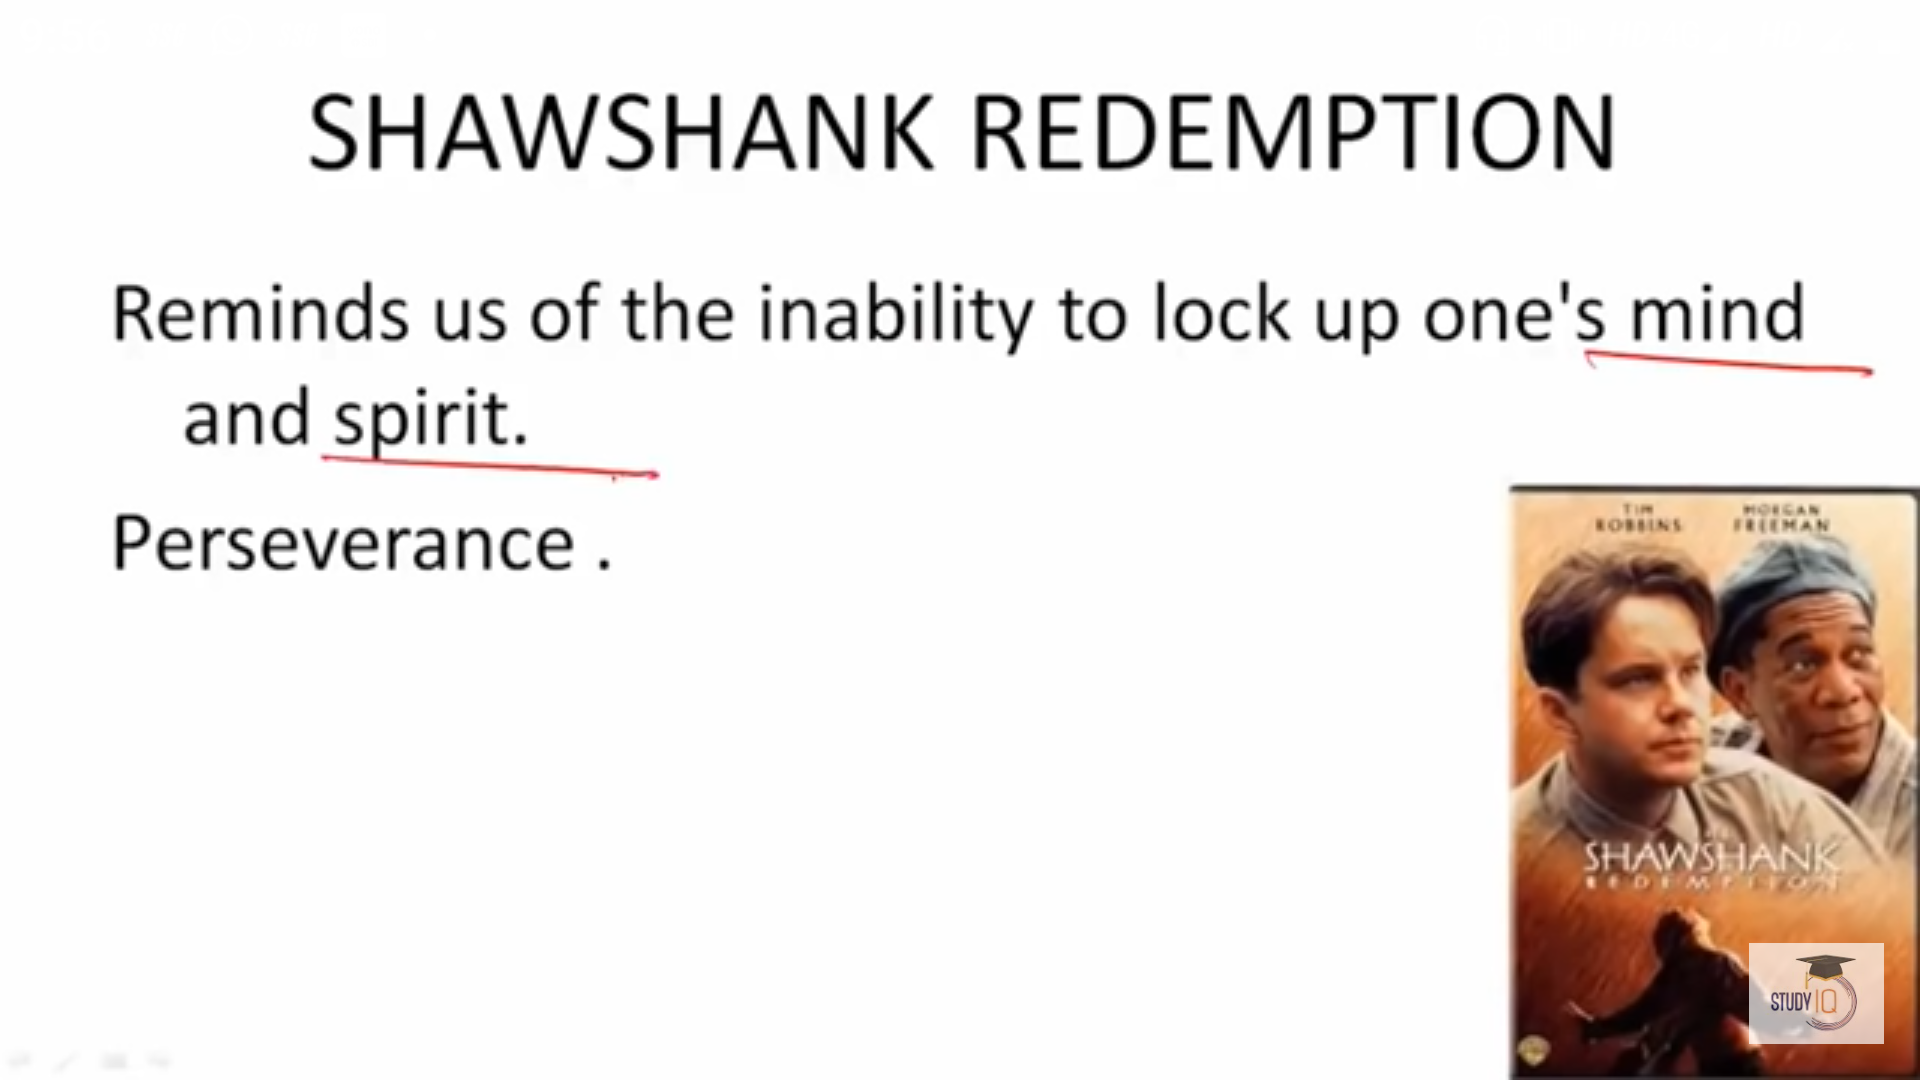 SHAWSHANK REDEMPTION
Reminds us of the inability to lock up one's mind
and spirit.
Perseverance .
TIM ROBBINS
MORGAN FREEMAN
SHAWSHANK
REDEMPTION
STUDY IQ